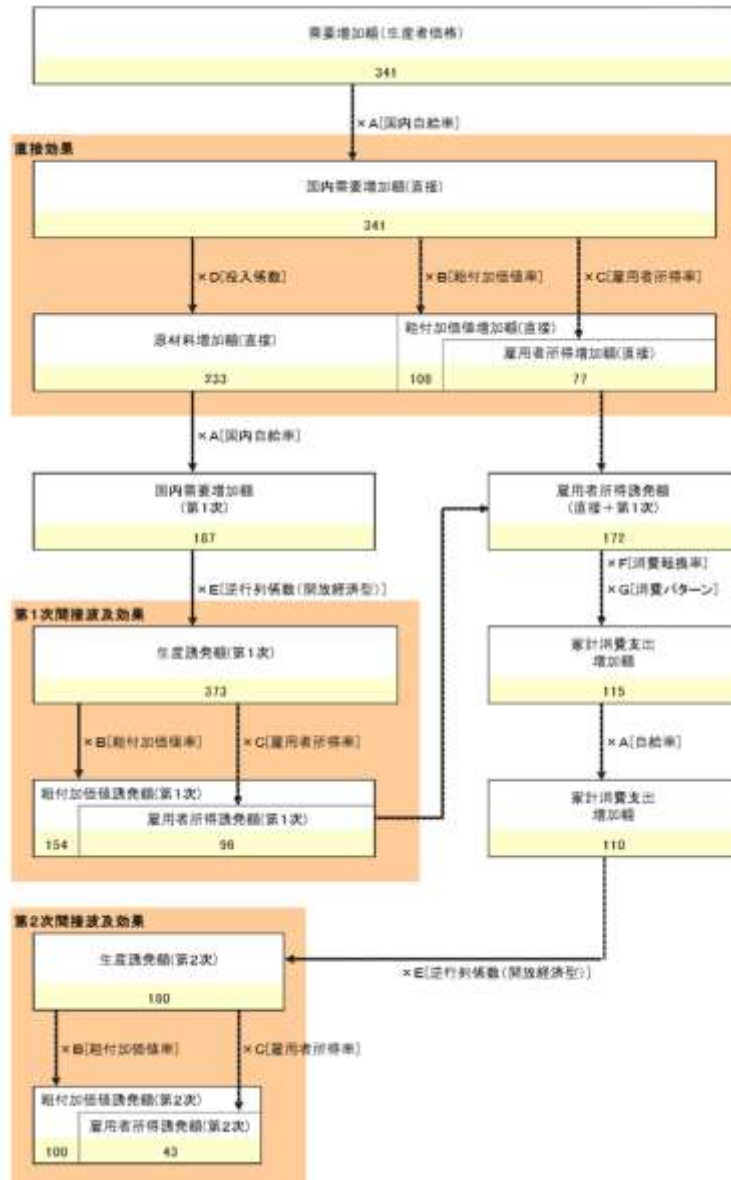 需要増加額(生産者価格)
341
×A[国内自給率]
直接効果
国内需要増加額(直接)
341
×D[投入係数]
×B[粗付加価値率]
×C[雇用者所得率]
原材料増加額(直接)
粗付加価値増加額(直接)
雇用者所得増加額(直接)
233
108
77
×A[国内自給率]
国内需要増加額
(第1次)
187
雇用者所得誘発額
(直接+第1次)
172
×E[逆行列係数(開放経済型)]
×F[消費転換率]
×G[消費パターン]
第1次間接波及効果
生産誘発額(第1次)
373
家計消費支出
増加額
115
×B[粗付加価値率]
×C[雇用者所得率]
×A[自給率]
粗付加価値誘発額(第1次)
雇用者所得誘発額(第1次)
154
96
家計消費支出
増加額
110
第2次間接波及効果
生産誘発額(第2次)
180
×E[逆行列係数(開放経済型)]
×B[粗付加価値率]
×C[雇用者所得率]
粗付加価値誘発額(第2次)
雇用者所得誘発額(第2次)
100
43